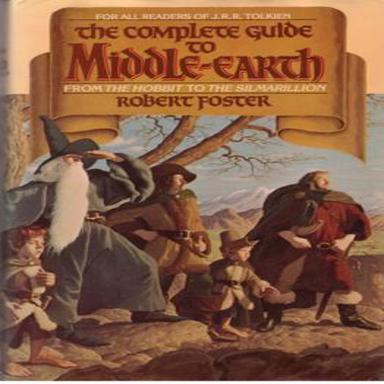 FOR ALL READERS OF J.R.R. TOLKIEN
THE COMPLETE GUIDE
TO
MIDDLE-EARTH
FROM THE HOBBIT TO THE SILMARILLION
ROBERT FOSTER